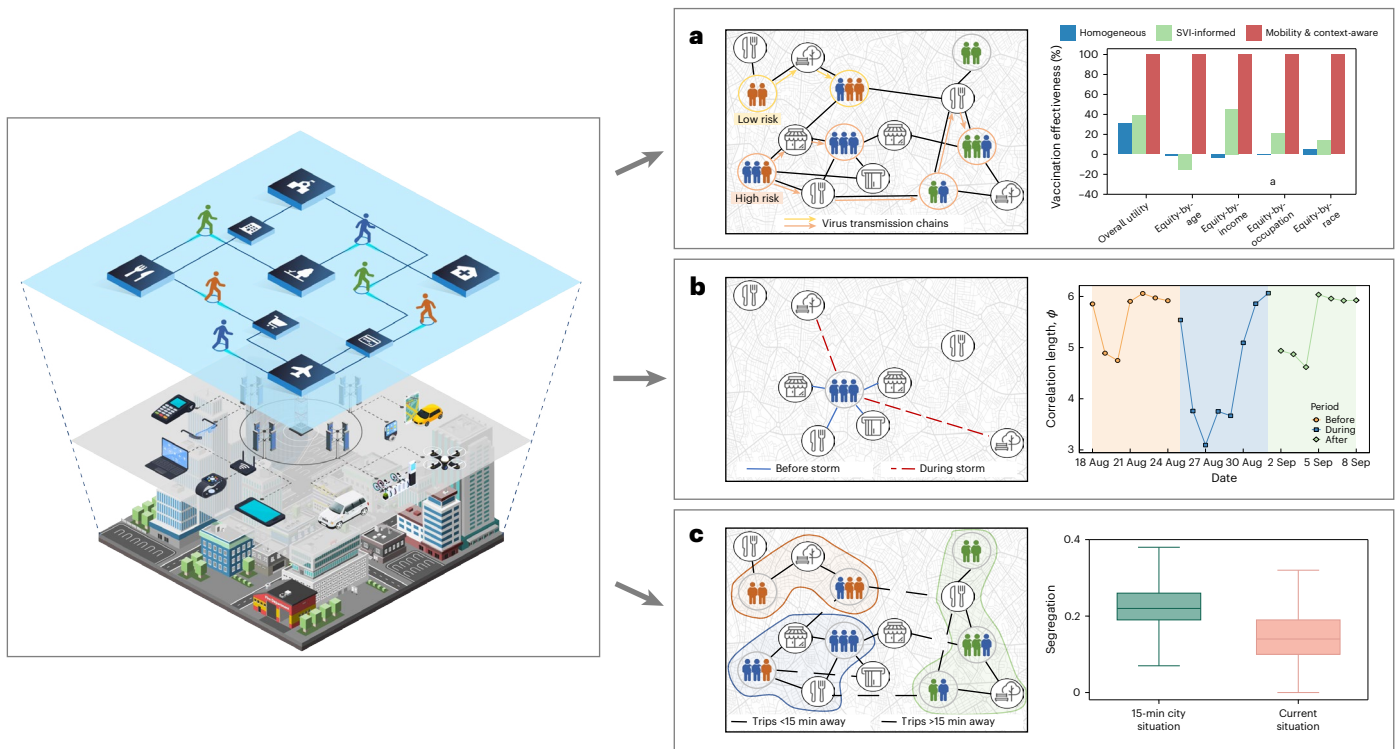 a
Low risk
High risk
Virus transmission chains
Homogeneous
SVI-informed
Mobility & context-aware
Vaccination effectiveness (%)
100
80
60
40
20
0
−20
−40
a
Overall utility
Equity-by-
age
Equity-by-
income
Equity-by-
occupation
Equity-by-
race
b
Before storm
During storm
Correlation length, ϕ
6
5
4
3
Period
Before
During
After
18 Aug
21 Aug
24 Aug
27 Aug
30 Aug
2 Sep
5 Sep
8 Sep
Date
c
Trips <15 min away
Trips >15 min away
Segregation
0.4
0.2
0
15-min city
situation
Current
situation